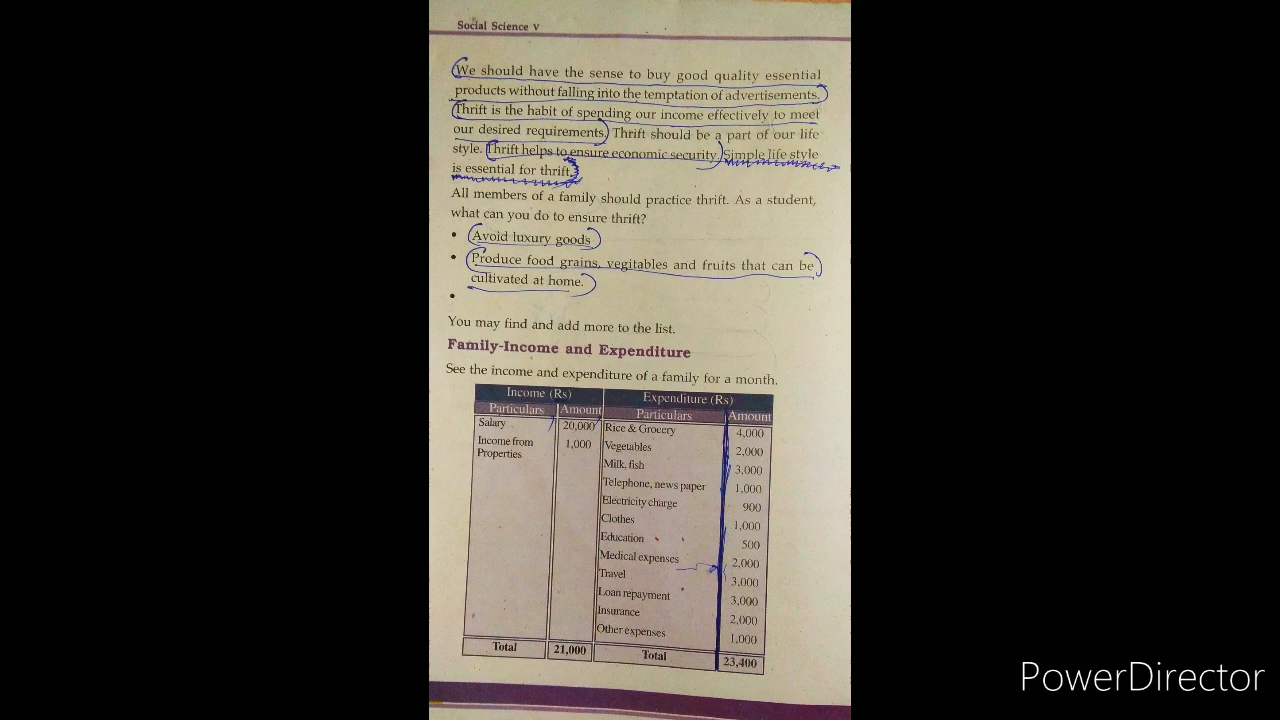 Social Science V
We should have the sense to buy good quality essential
products without falling into the temptation of advertisements.
Thrift is the habit of spending our income effectively to meet
our desired requirements. Thrift should be a part of our life
style. Thrift helps to ensure economic security. Simple life style
is essential for thrift.
All members of a family should practice thrift. As a student,
what can you do to ensure thrift?
• Avoid luxury goods
• Produce food grains, vegitables and fruits that can be
cultivated at home.
•
You may find and add more to the list.
Family-Income and Expenditure
See the income and expenditure of a family for a month.
Income (Rs) Expenditure (Rs)
Particulars Amount Particulars Amount
Salary 20,000 Rice & Grocery 4,000
Income from 1,000 Vegetables 2,000
Properties Milk, fish 3,000
Telephone, news paper 1,000
Electricity charge 900
Clothes 1,000
Education 500
Medical expenses 2,000
Travel 3,000
Loan repayment 3,000
Insurance 2,000
Other expenses 1,000
Total 21,000 Total 23,400
PowerDirector